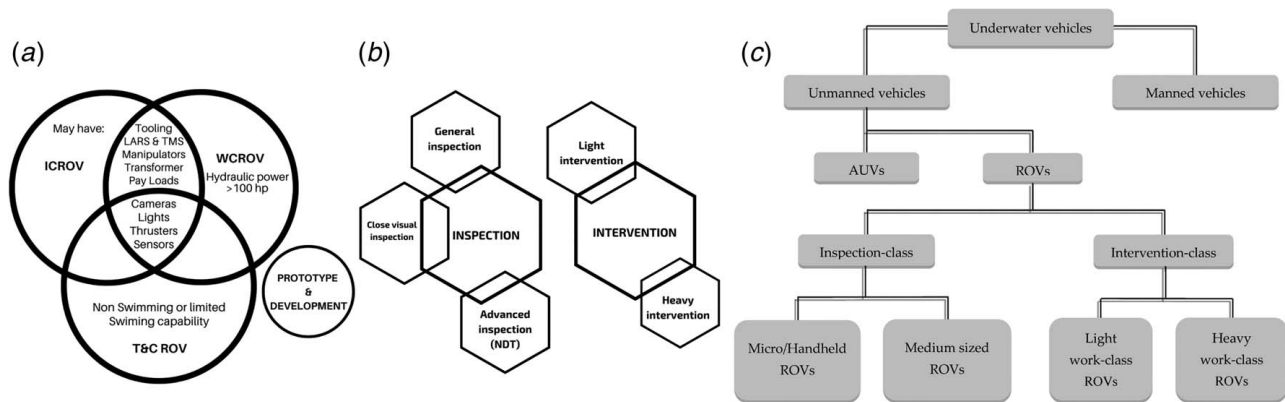 (a)
May have:
ICROV
Tooling
LARS & TMS
Manipulators
Transformer
Pay Loads
WCROV
Hydraulic power
>100 hp
Cameras
Lights
Thrusters
Sensors
Non Swimming or limited
Swiming capability
T&C ROV
PROTOTYPE
&
DEVELOPMENT
(b)
General
inspection
Close visual
inspection
INSPECTION
Advanced
inspection
(NDT)
Light
intervention
INTERVENTION
Heavy
intervention
(c)
Underwater vehicles
Unmanned vehicles
Manned vehicles
AUVs
ROVs
Inspection-class
Intervention-class
Micro/Handheld
ROVs
Medium sized
ROVs
Light
work-class
ROVs
Heavy
work-class
ROVs